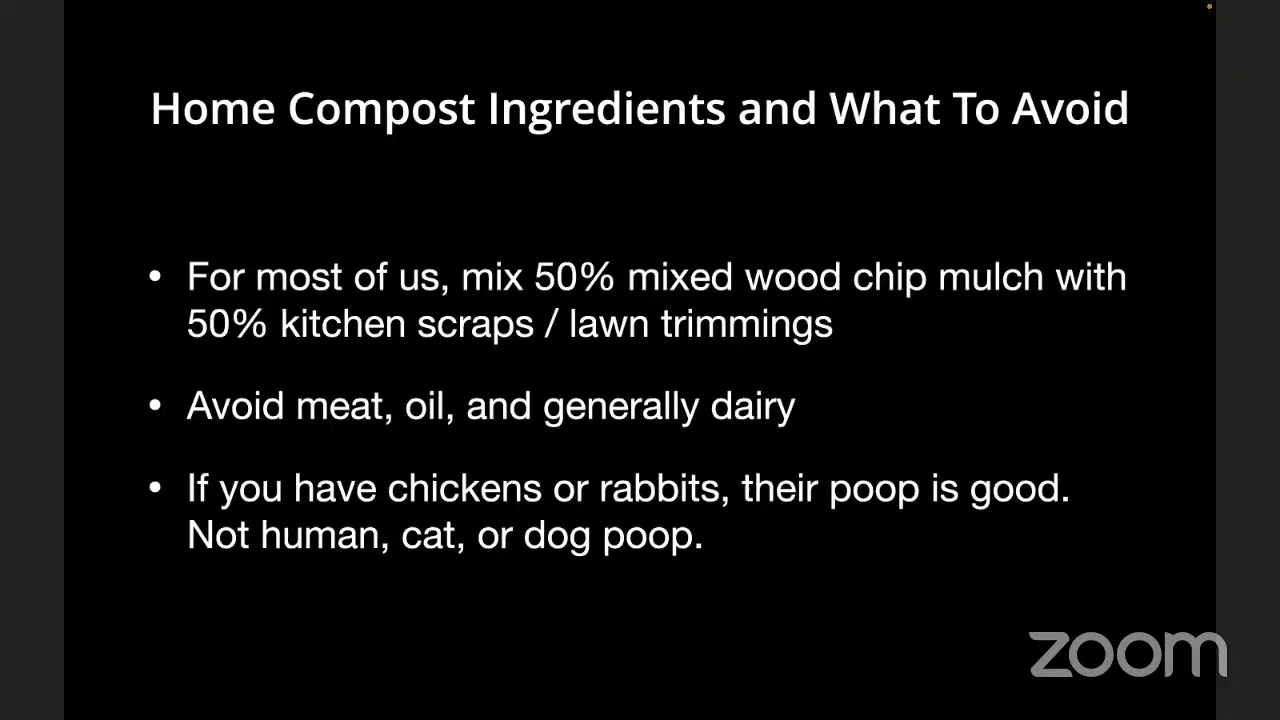 Home Compost Ingredients and What To Avoid
• For most of us, mix 50% mixed wood chip mulch with
50% kitchen scraps / lawn trimmings
• Avoid meat, oil, and generally dairy
• If you have chickens or rabbits, their poop is good.
Not human, cat, or dog poop.
zoom